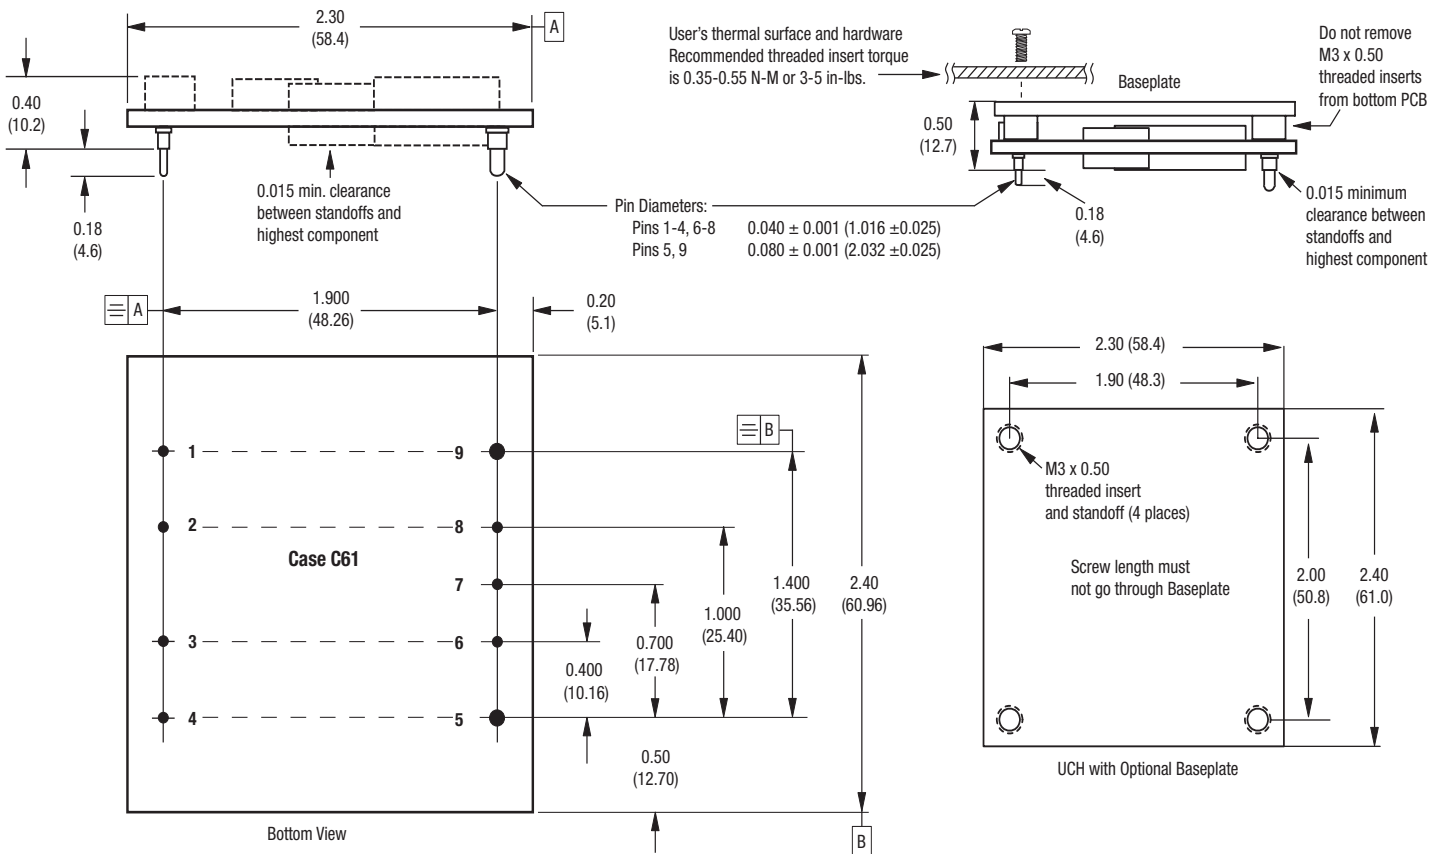 2.30
(58.4)
A
0.40
(10.2)
0.18
(4.6)
0.015 min. clearance
between standoffs and
highest component
User's thermal surface and hardware
Recommended threaded insert torque
is 0.35-0.55 N-M or 3-5 in-lbs.
Do not remove
M3 x 0.50
threaded inserts
from bottom PCB
Baseplate
0.50
(12.7)
Pin Diameters:
Pins 1-4, 6-8 0.040 ± 0.001 (1.016 ±0.025)
Pins 5, 9 0.080 ± 0.001 (2.032 ±0.025)
0.18
(4.6)
0.015 minimum
clearance between
standoffs and
highest component
A
1.900
(48.26)
0.20
(5.1)
B
1
9
2
8
Case C61
7
3
6
4
5
0.400
(10.16)
0.700
(17.78)
1.000
(25.40)
1.400
(35.56)
2.40
(60.96)
0.50
(12.70)
B
Bottom View
2.30 (58.4)
1.90 (48.3)
M3 x 0.50
threaded insert
and standoff (4 places)
Screw length must
not go through Baseplate
2.00
(50.8)
2.40
(61.0)
UCH with Optional Baseplate